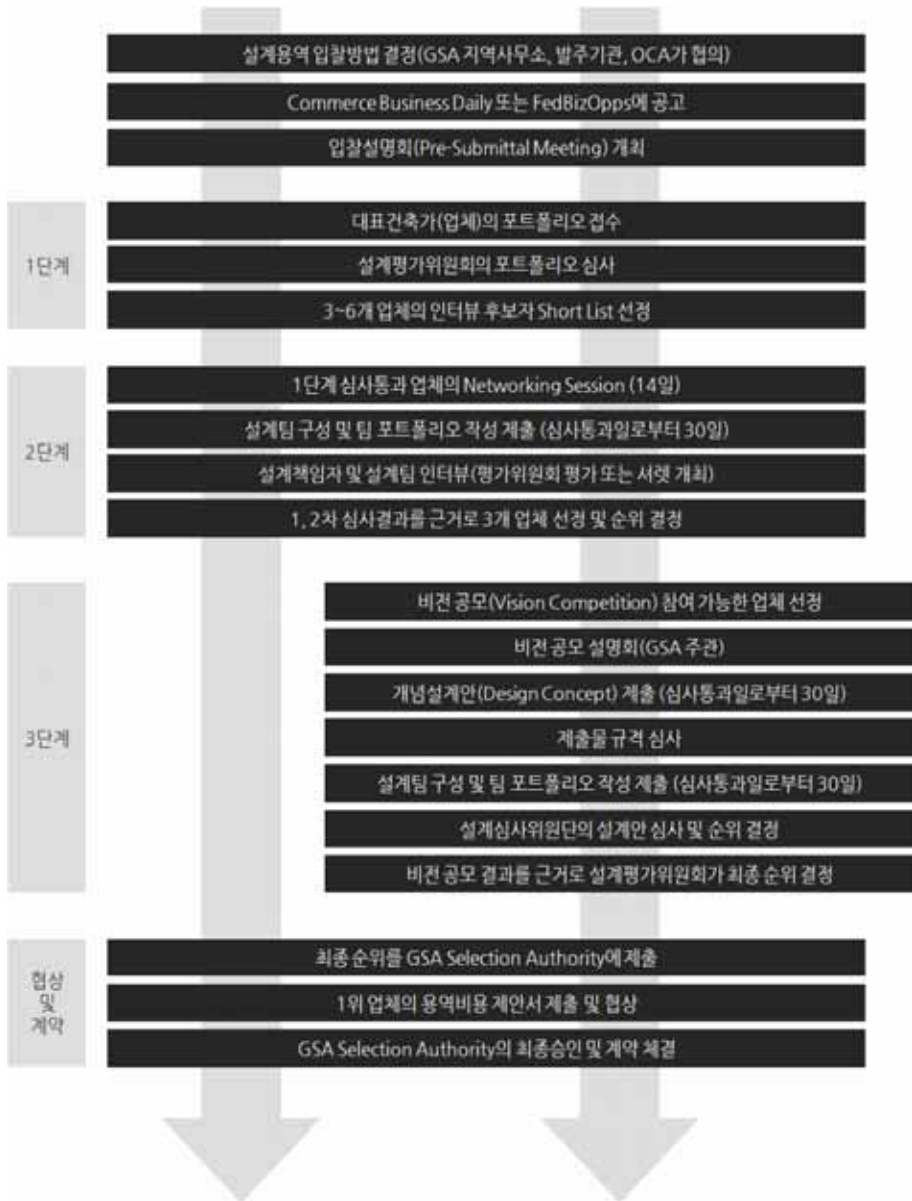 설계용역 입찰방법 결정(GSA 지역사무소, 발주기관, OCA가 협의)
Commerce Business Daily 또는 FedBizOpps에 공고
입찰설명회(Pre-Submittal Meeting) 개최
1단계
대표건축가(업체)의 포트폴리오 접수
설계평가위원회의 포트폴리오 심사
3~6개 업체의 인터뷰 후보자 Short List 선정
2단계
1단계 심사통과 업체의 Networking Session (14일)
설계팀 구성 및 팀 포트폴리오 작성 제출 (심사통과일로부터 30일)
설계책임자 및 설계팀 인터뷰(평가위원회 평가 또는 샤렛 개최)
1, 2차 심사결과를 근거로 3개 업체 선정 및 순위 결정
3단계
비전 공모(Vision Competition) 참여 가능한 업체 선정
비전 공모 설명회(GSA 주관)
개념설계안(Design Concept) 제출 (심사통과일로부터 30일)
제출물 규격 심사
설계팀 구성 및 팀 포트폴리오 작성 제출 (심사통과일로부터 30일)
설계심사위원단의 설계안 심사 및 순위 결정
비전 공모 결과를 근거로 설계평가위원회가 최종 순위 결정
협상
및
계약
최종 순위를 GSA Selection Authority에 제출
1위 업체의 용역비용 제안서 제출 및 협상
GSA Selection Authority의 최종승인 및 계약 체결